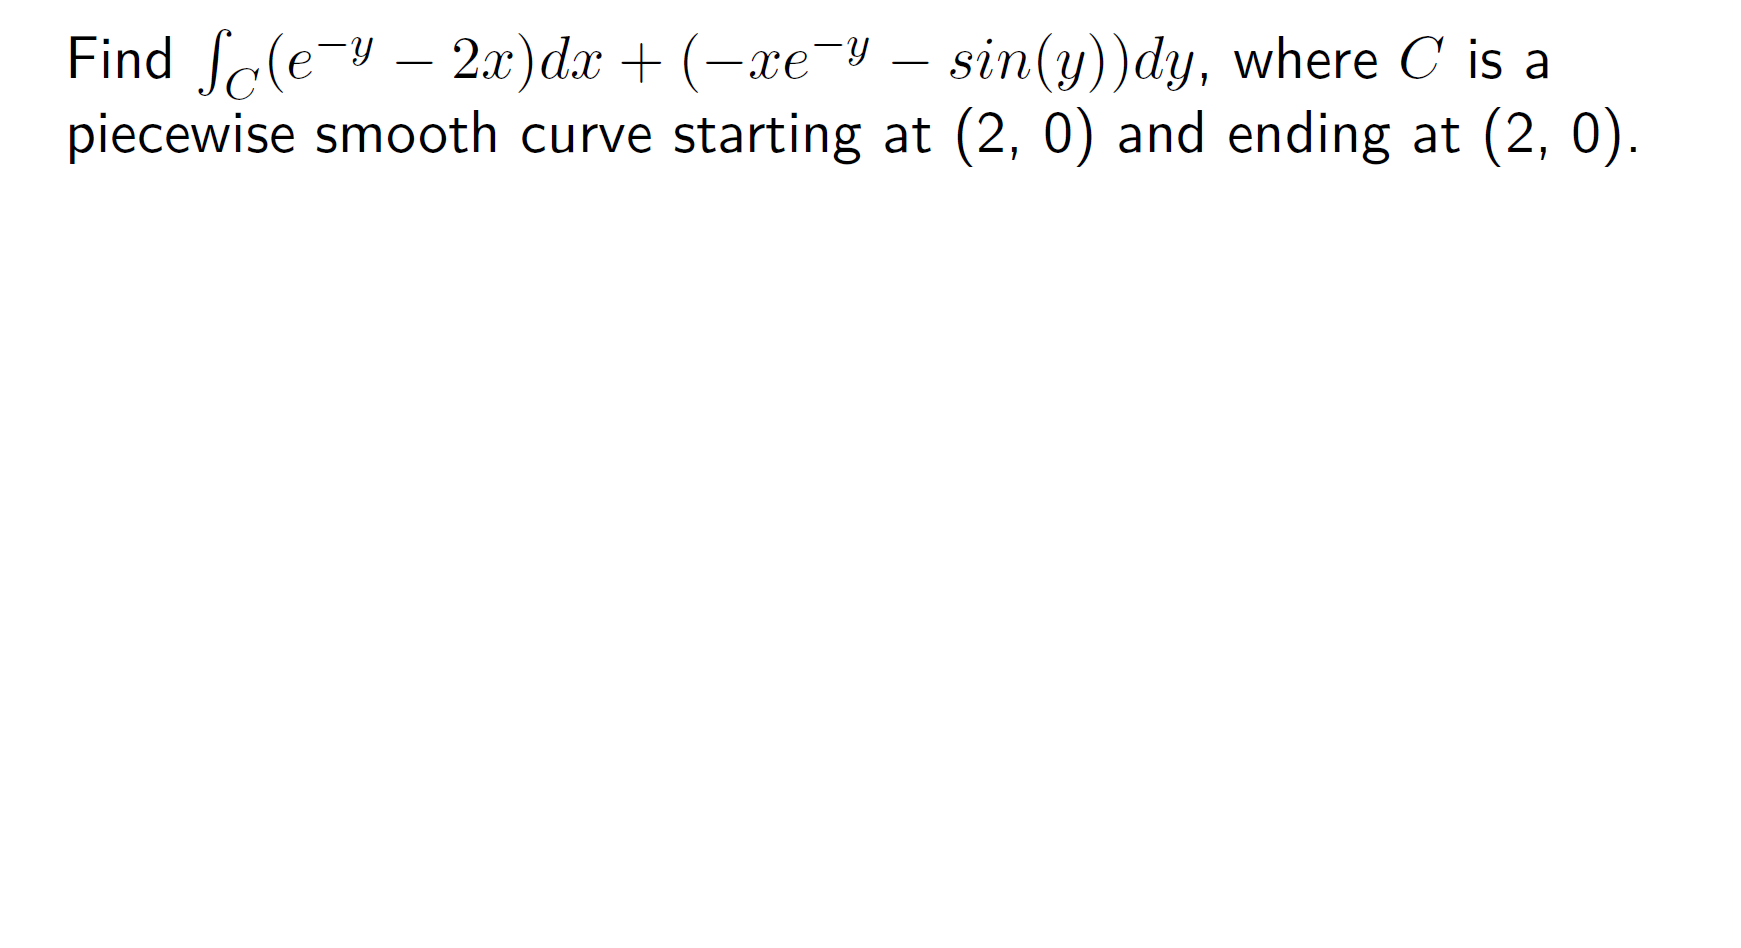 Find $\int_C (e^{-y} - 2x)dx + (-xe^{-y} - sin(y))dy$, where $C$ is a
piecewise smooth curve starting at (2, 0) and ending at (2, 0).